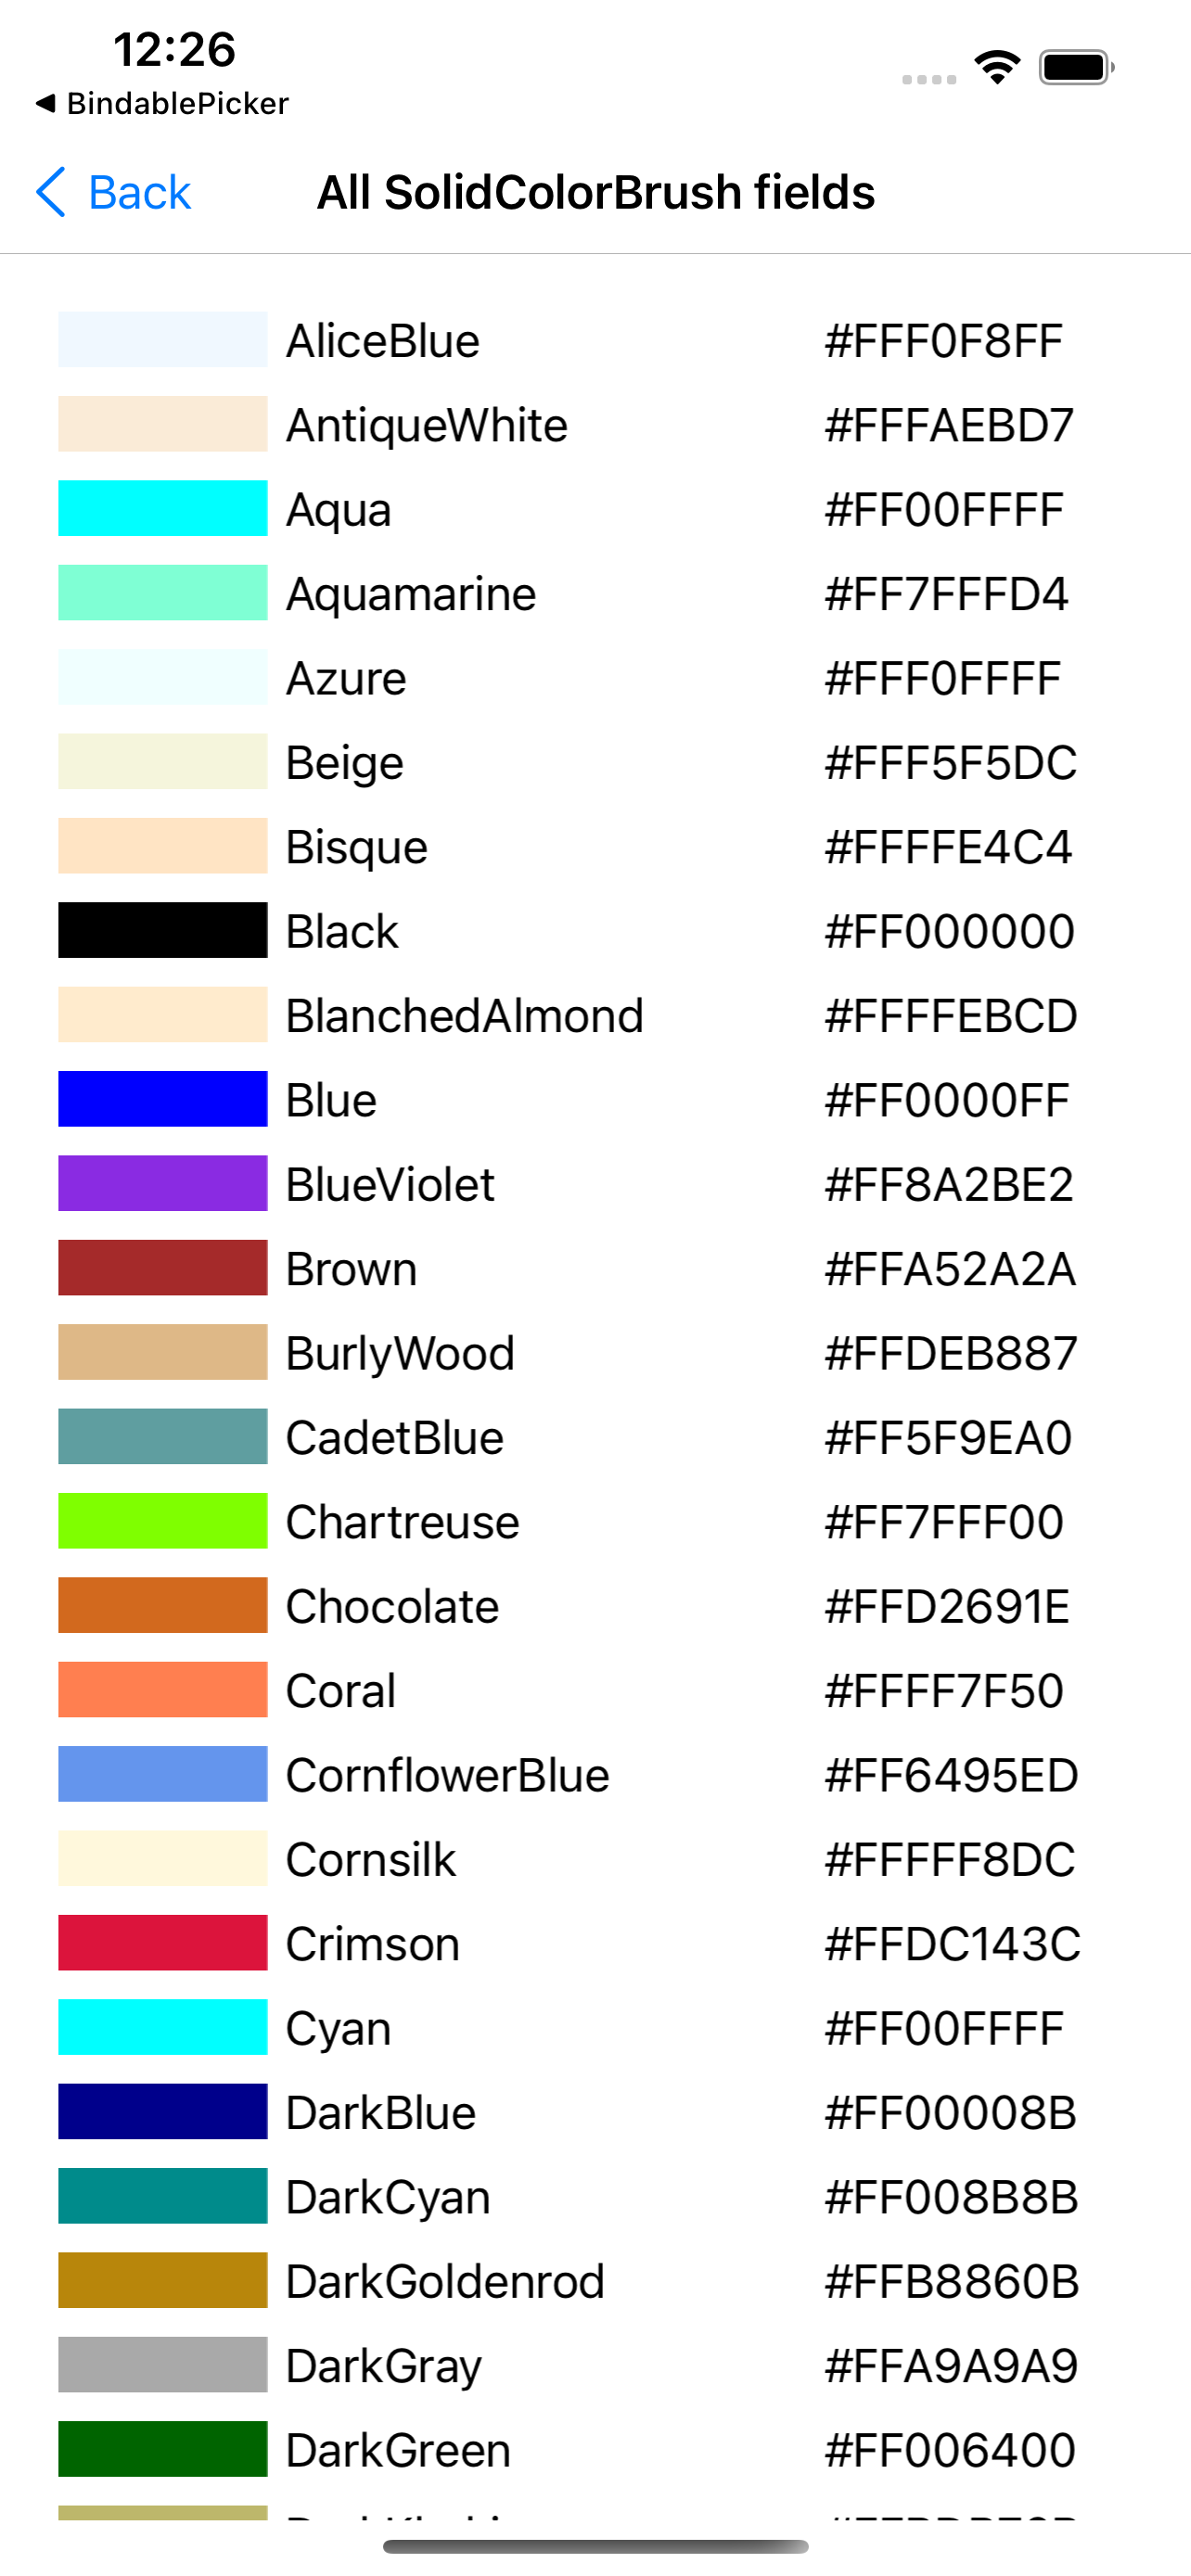 12:26
BindablePicker
Back All SolidColorBrush fields
AliceBlue #FFF0F8FF
AntiqueWhite #FFFAEBD7
Aqua #FF00FFFF
Aquamarine #FF7FFFD4
Azure #FFF0FFFF
Beige #FFF5F5DC
Bisque #FFFFE4C4
Black #FF000000
BlanchedAlmond #FFFFEBCD
Blue #FF0000FF
BlueViolet #FF8A2BE2
Brown #FFA52A2A
BurlyWood #FFDEB887
CadetBlue #FF5F9EA0
Chartreuse #FF7FFF00
Chocolate #FFD2691E
Coral #FFFF7F50
CornflowerBlue #FF6495ED
Cornsilk #FFFFF8DC
Crimson #FFDC143C
Cyan #FF00FFFF
DarkBlue #FF00008B
DarkCyan #FF008B8B
DarkGoldenrod #FFB8860B
DarkGray #FFA9A9A9
DarkGreen #FF006400